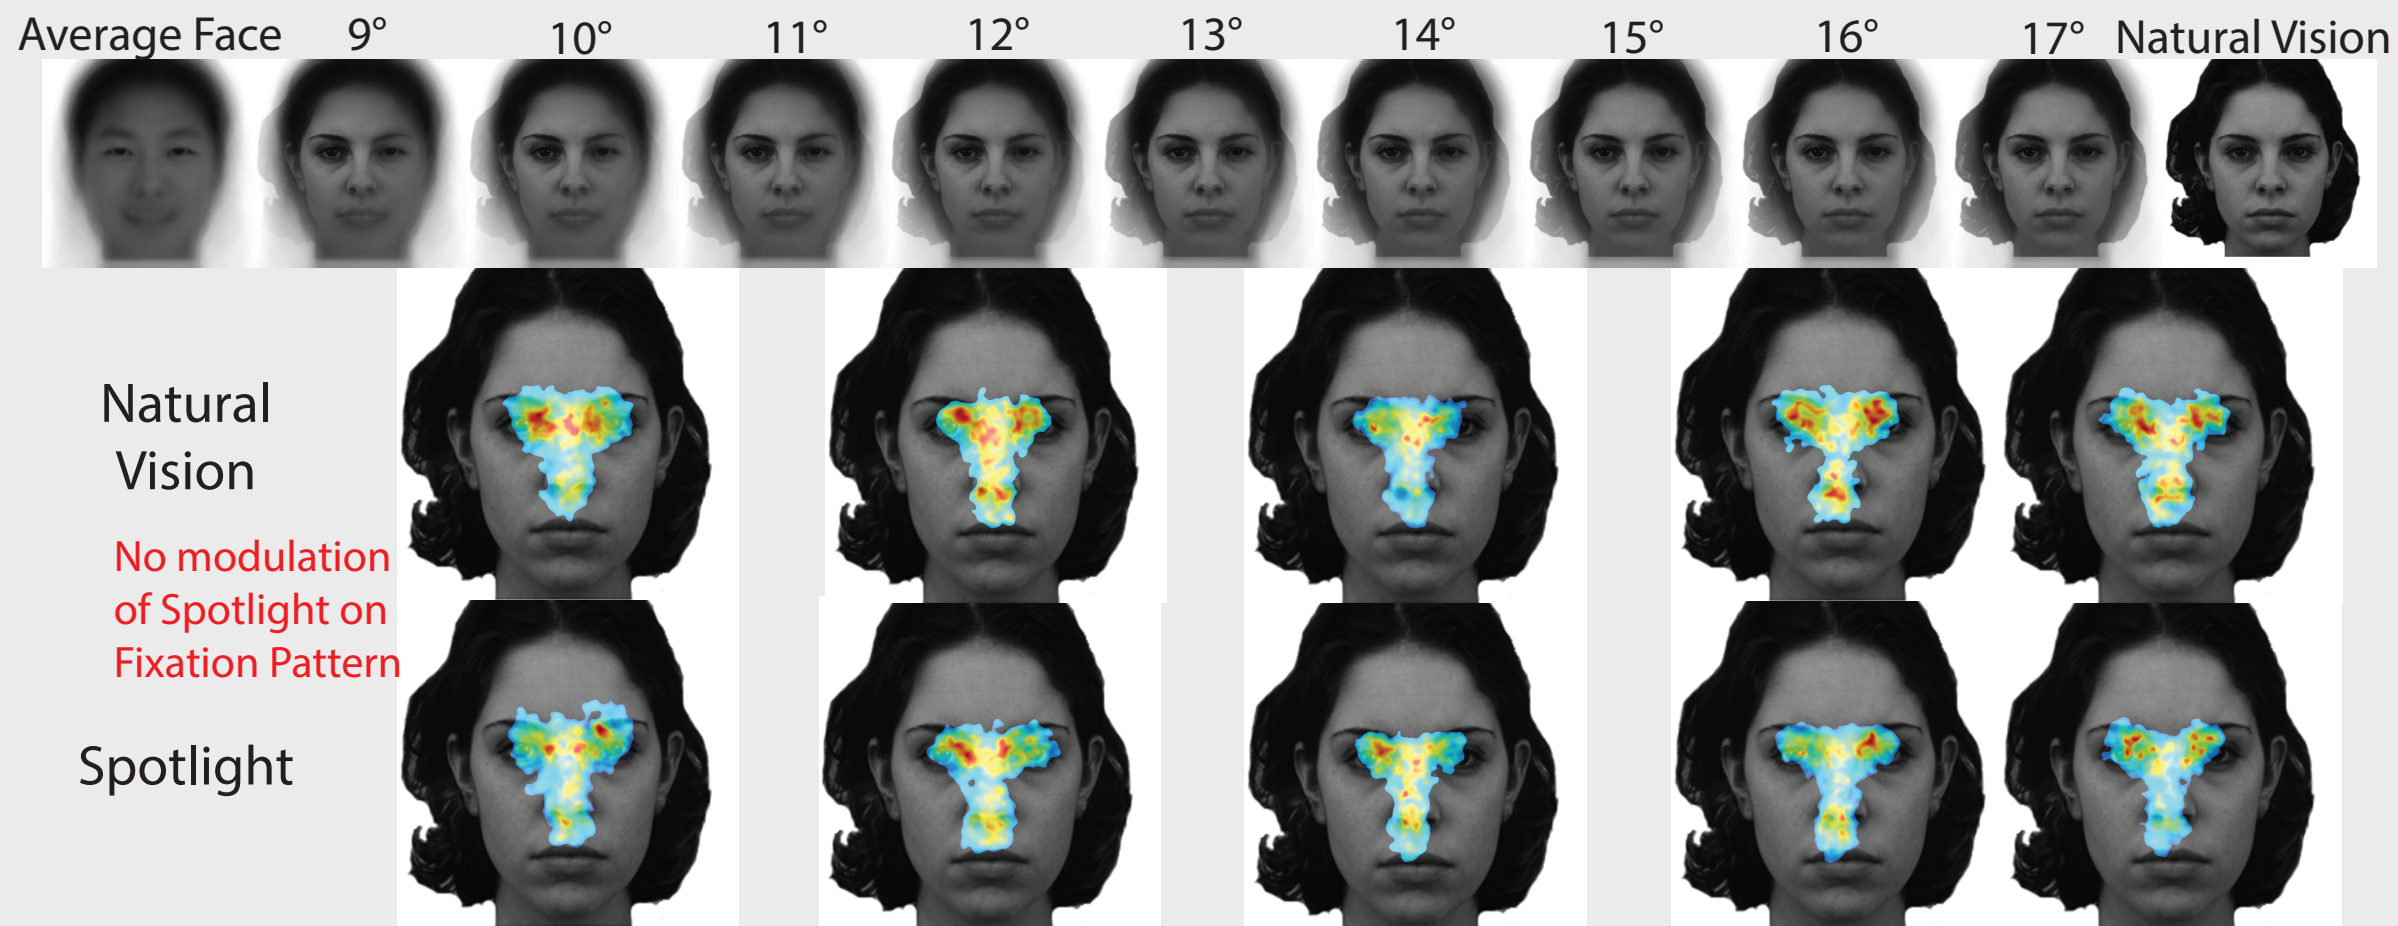 Average Face 9° 10° 11° 12° 13° 14° 15° 16° 17° Natural Vision
Natural
Vision
No modulation
of Spotlight on
Fixation Pattern
Spotlight